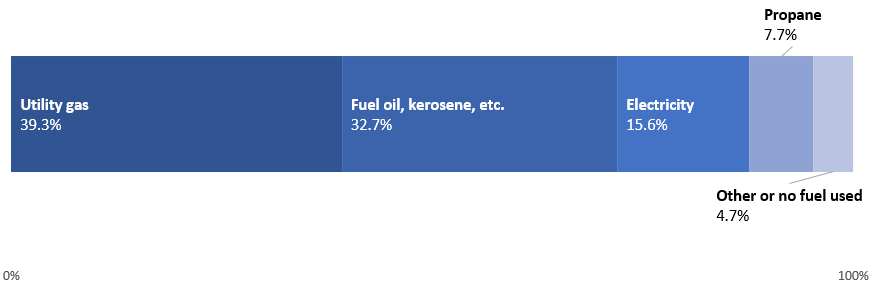 Propane
7.7%
Utility gas
39.3%
Fuel oil, kerosene, etc.
32.7%
Electricity
15.6%
Other or no fuel used
4.7%
0%
100%